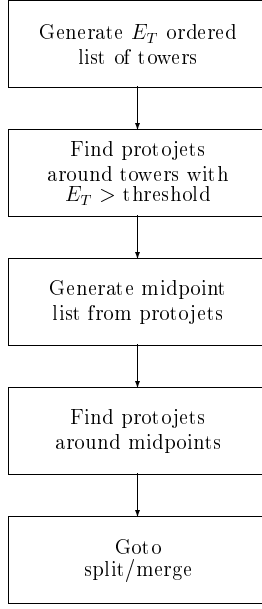 Generate E_T ordered
list of towers
Find protojets
around towers with
E_T > threshold
Generate midpoint
list from protojets
Find protojets
around midpoints
Goto
split/merge